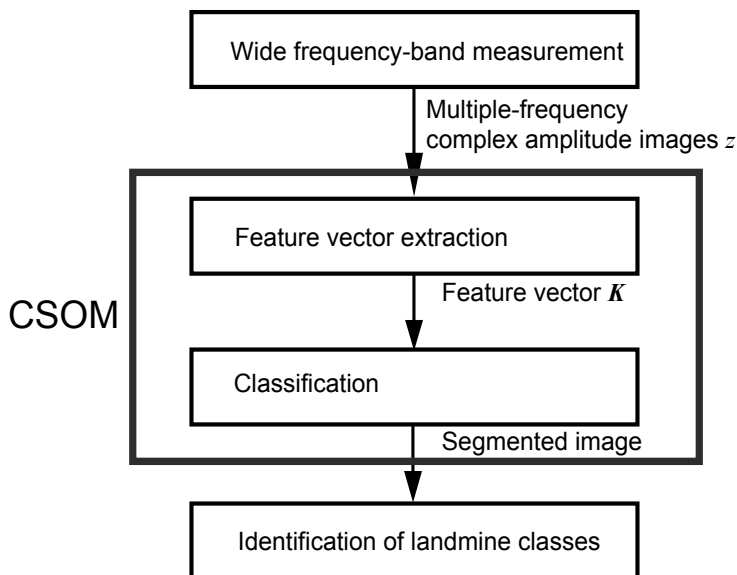 Wide frequency-band measurement
Multiple-frequency
complex amplitude images z
Feature vector extraction
Feature vector K
CSOM
Classification
Segmented image
Identification of landmine classes